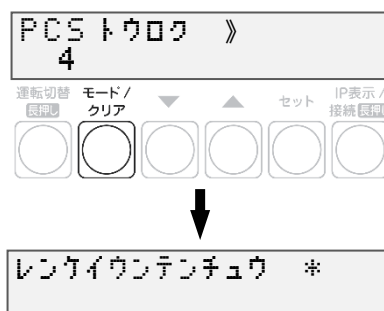 PCSトウロク 》
4
運転切替 長押し
モード/クリア
▼
▲
セット
IP表示/接続 長押し
レンケイウンテンチュウ *